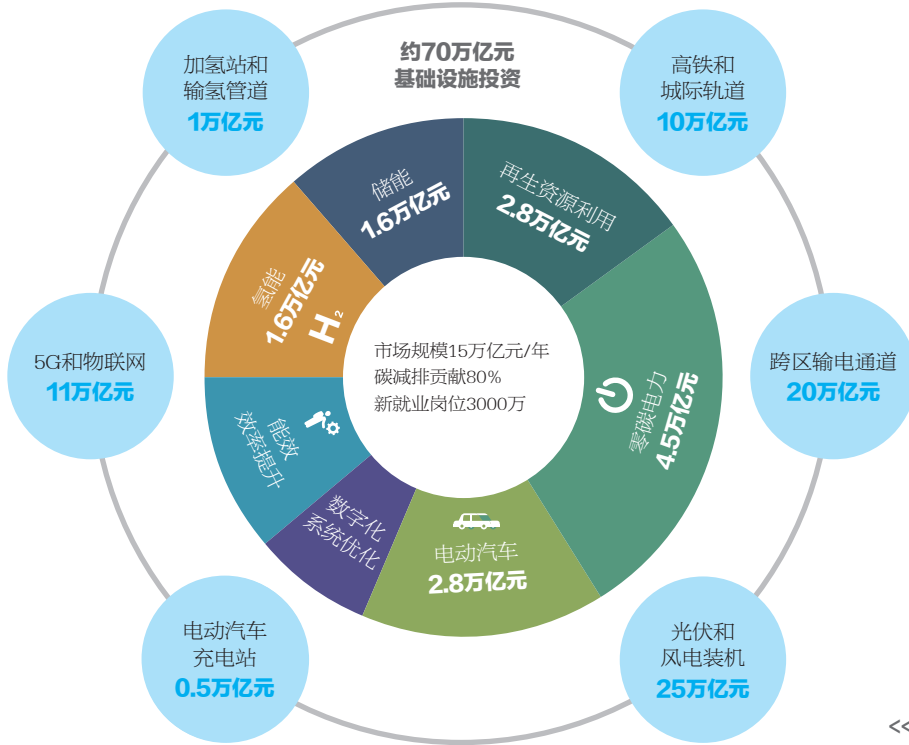 约70万亿元
基础设施投资
加氢站和
输氢管道
1万亿元
高铁和
城际轨道
10万亿元
储能
1.6万亿元
再生资源利用
2.8万亿元
氢能
1.6万亿元
H₂
5G和物联网
11万亿元
市场规模15万亿元/年
碳减排贡献80%
新就业岗位3000万
零碳电力
4.5万亿元
跨区输电通道
20万亿元
能效
效率提升
数字化
系统优化
电动汽车
2.8万亿元
电动汽车
充电站
0.5万亿元
光伏和
风电装机
25万亿元
<<